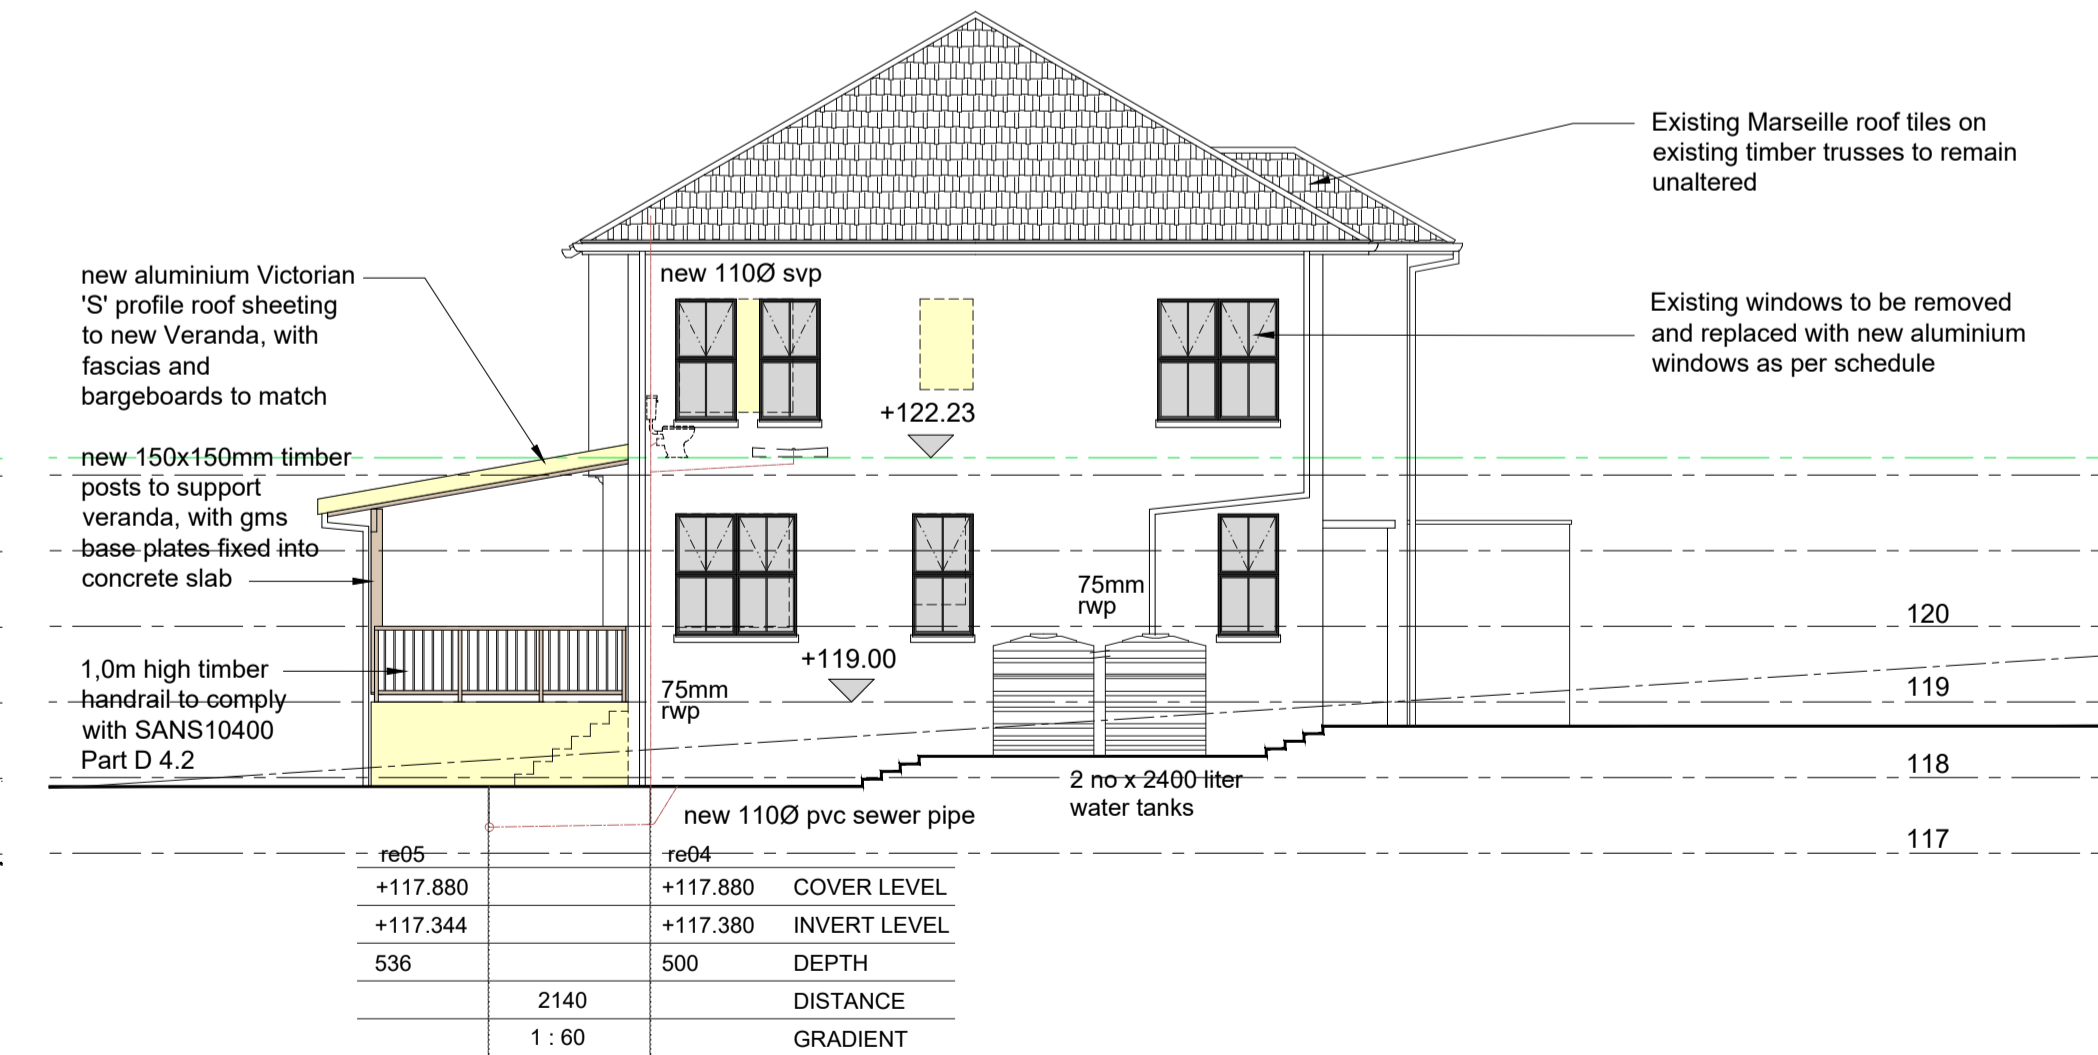 Existing Marseille roof tiles on
existing timber trusses to remain
unaltered
new aluminium Victorian
'S' profile roof sheeting
to new Veranda, with
fascias and
bargeboards to match
new 110Ø svp
Existing windows to be removed
and replaced with new aluminium
windows as per schedule
+122.23
new 150x150mm timber
posts to support
veranda, with gms
base plates fixed into
concrete slab
75mm
rwp
120
+119.00
1,0m high timber
handrail to comply
with SANS10400
Part D 4.2
75mm
rwp
119
118
2 no x 2400 liter
water tanks
new 110Ø pvc sewer pipe
117
re05 re04
+117.880 +117.880 COVER LEVEL
+117.344 +117.380 INVERT LEVEL
536 500 DEPTH
2140 DISTANCE
1 : 60 GRADIENT